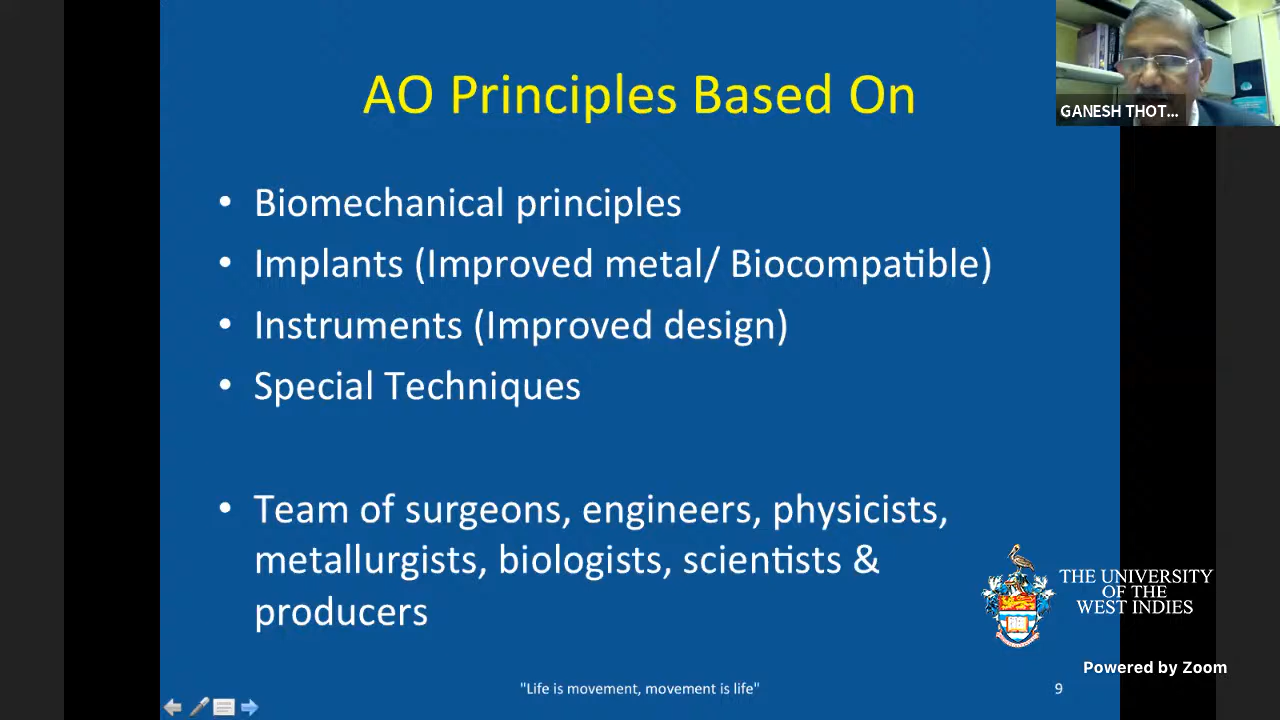 AO Principles Based On
GANESH THOT...
• Biomechanical principles
• Implants (Improved metal/ Biocompatible)
• Instruments (Improved design)
• Special Techniques
• Team of surgeons, engineers, physicists,
metallurgists, biologists, scientists &
producers
THE UNIVERSITY
OF THE
WEST INDIES
Powered by Zoom
"Life is movement, movement is life"
9